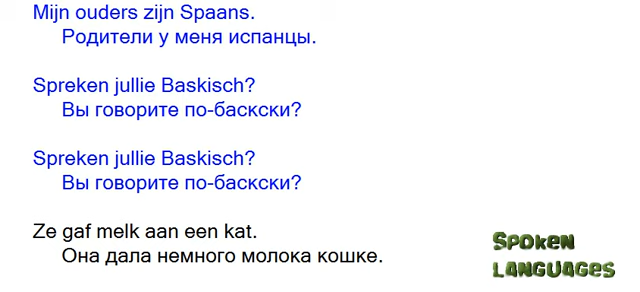 Mijn ouders zijn Spaans.
Родители у меня испанцы.
Spreken jullie Baskisch?
Вы говорите по-баскски?
Spreken jullie Baskisch?
Вы говорите по-баскски?
Ze gaf melk aan een kat.
Она дала немного молока кошке.
Spoken
Languages